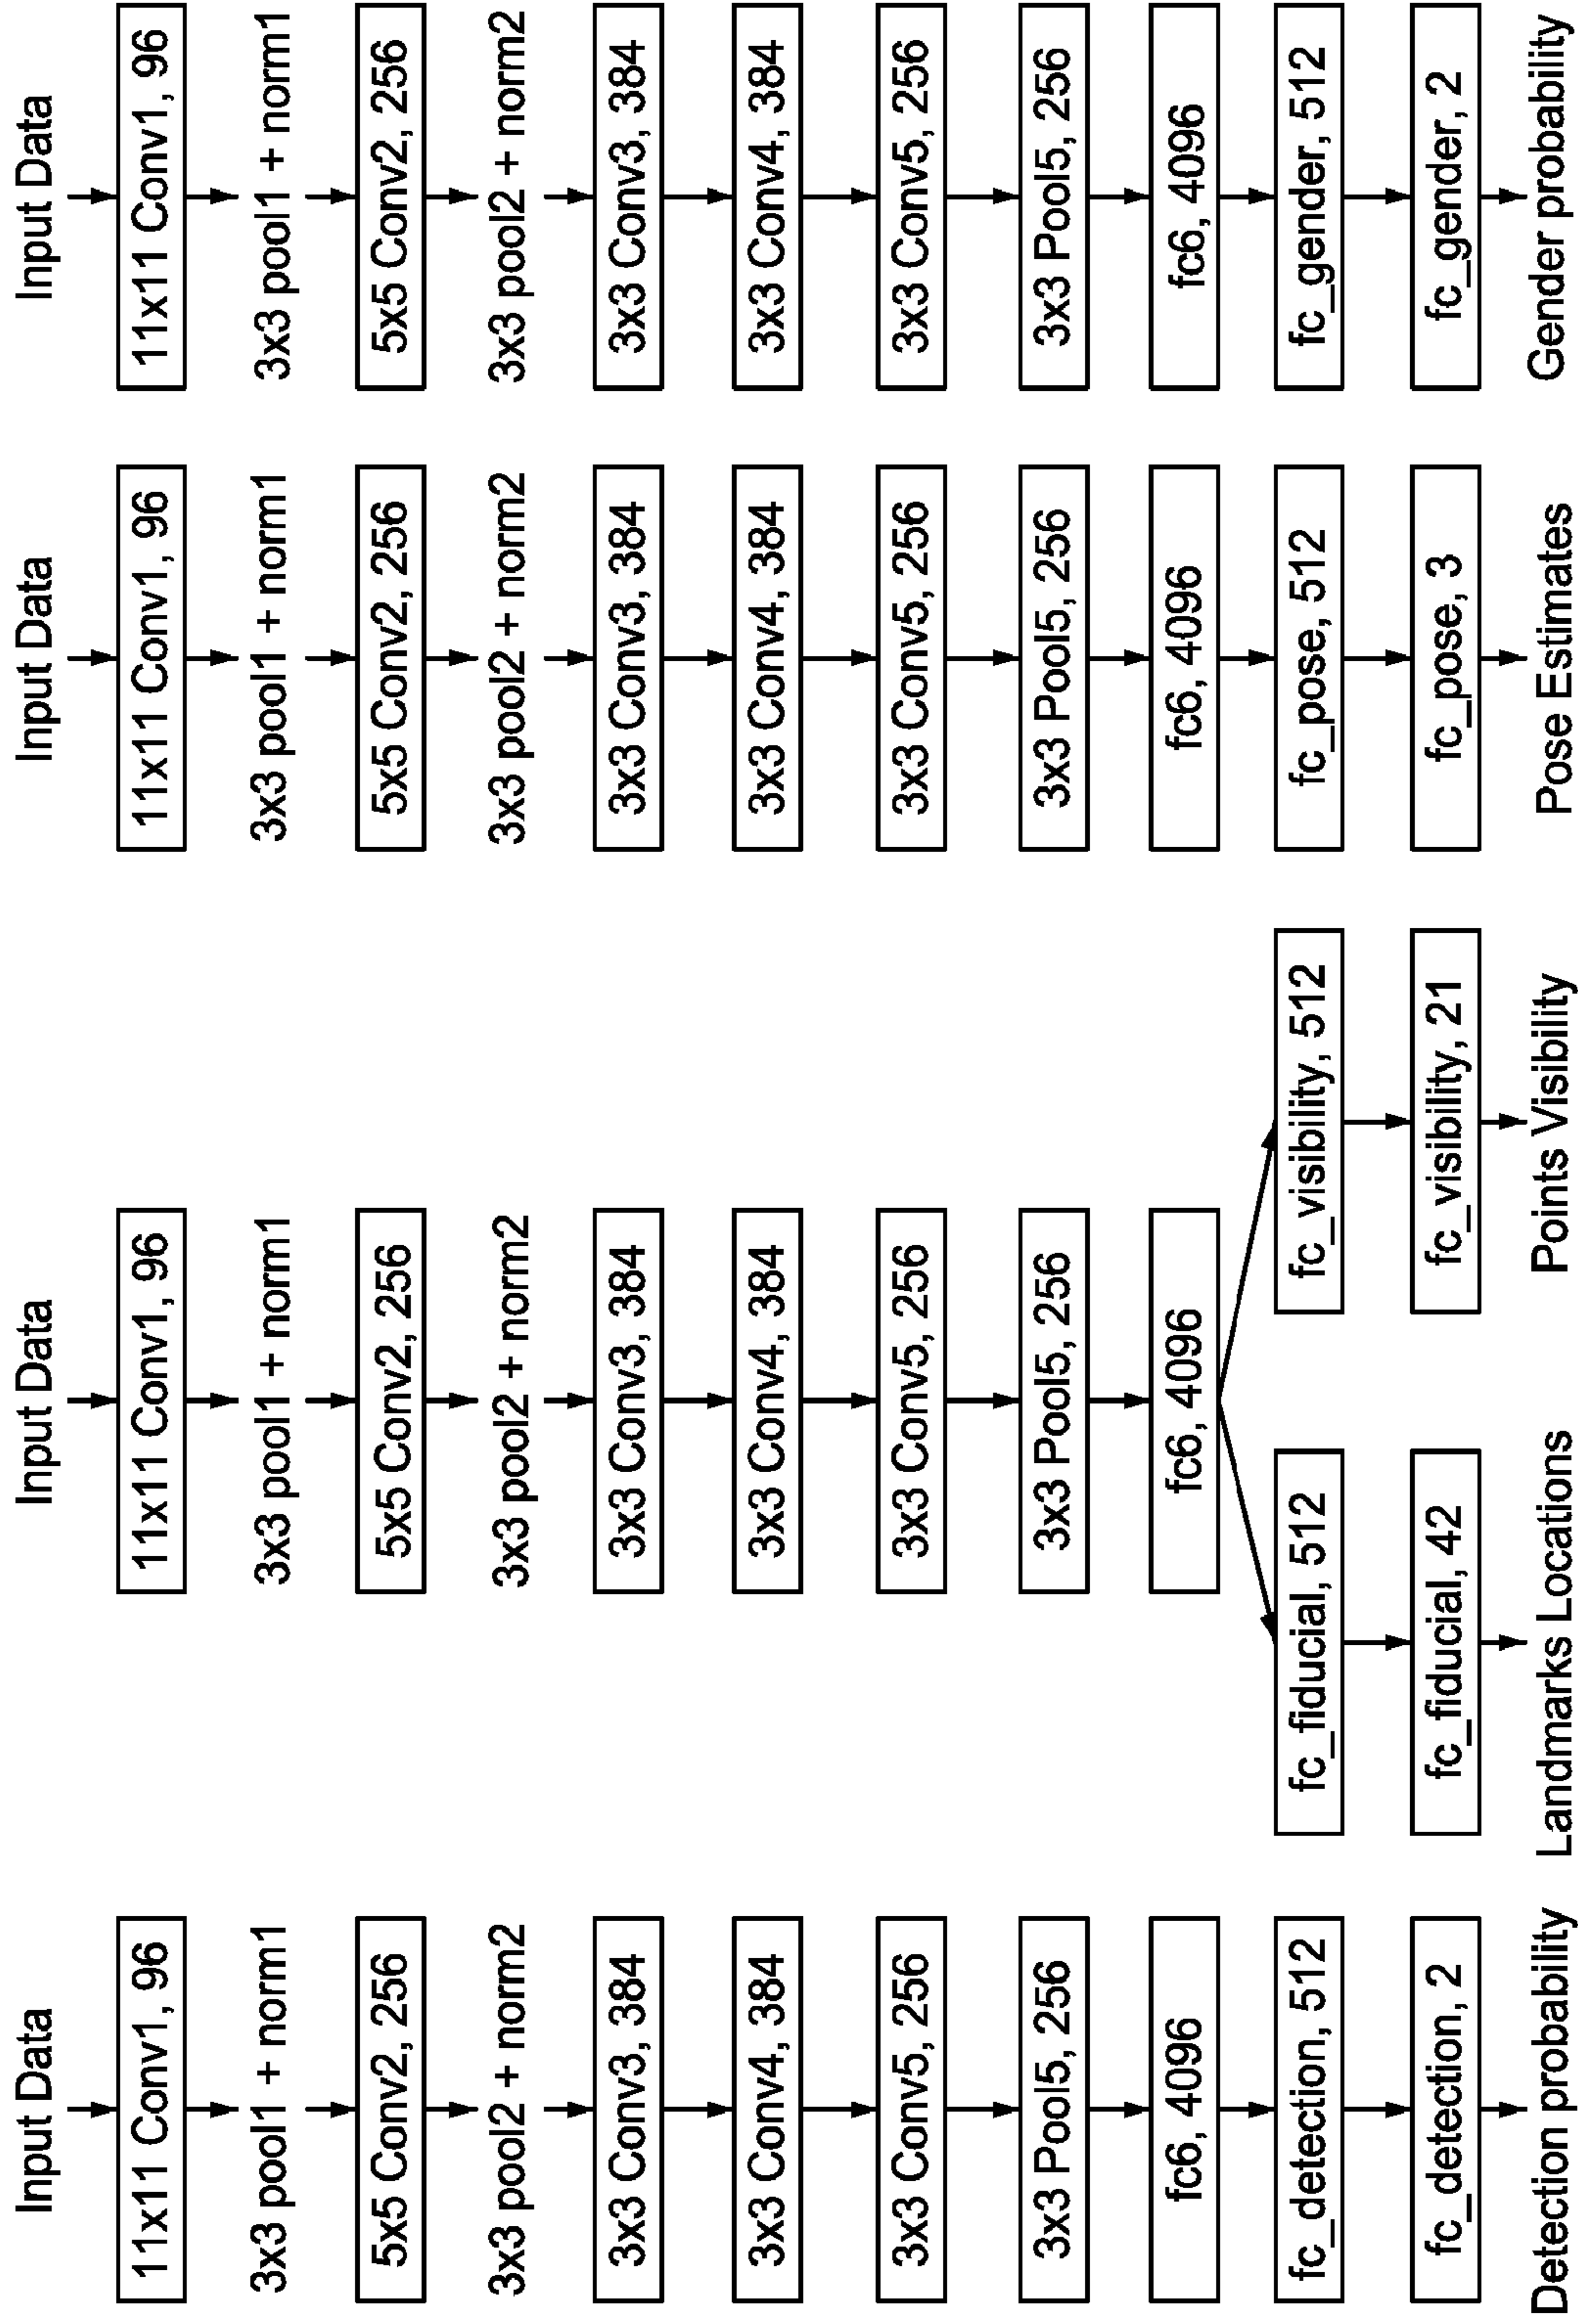 Input Data
11x11 Conv1, 96
3x3 pool1 + norm1
5x5 Conv2, 256
3x3 pool2 + norm2
3x3 Conv3, 384
3x3 Conv4, 384
3x3 Conv5, 256
3x3 Pool5, 256
fc6, 4096
fc_detection, 512
fc_detection, 2
Detection probability
Input Data
11x11 Conv1, 96
3x3 pool1 + norm1
5x5 Conv2, 256
3x3 pool2 + norm2
3x3 Conv3, 384
3x3 Conv4, 384
3x3 Conv5, 256
3x3 Pool5, 256
fc6, 4096
fc_fiducial, 512
fc_fiducial, 42
Landmarks Locations
fc_visibility, 512
fc_visibility, 21
Points Visibility
Input Data
11x11 Conv1, 96
3x3 pool1 + norm1
5x5 Conv2, 256
3x3 pool2 + norm2
3x3 Conv3, 384
3x3 Conv4, 384
3x3 Conv5, 256
3x3 Pool5, 256
fc6, 4096
fc_pose, 512
fc_pose, 3
Pose Estimates
Input Data
11x11 Conv1, 96
3x3 pool1 + norm1
5x5 Conv2, 256
3x3 pool2 + norm2
3x3 Conv3, 384
3x3 Conv4, 384
3x3 Conv5, 256
3x3 Pool5, 256
fc6, 4096
fc_gender, 512
fc_gender, 2
Gender probability